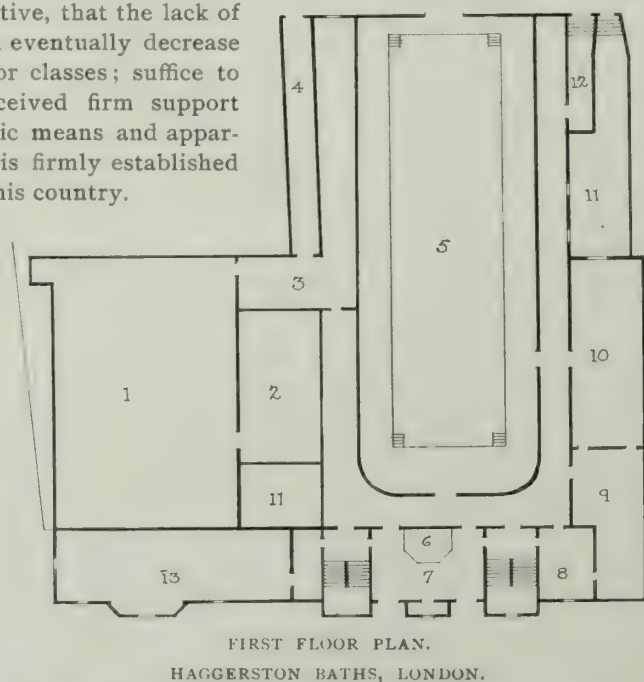 tive, that the lack of
eventually decrease
or classes; suffice to
ceived firm support
ic means and appar-
is firmly established
his country.
4
12
5
11
3
10
1
2
9
11
6
13
7
8
FIRST FLOOR PLAN.
HAGGERSTON BATHS, LONDON.